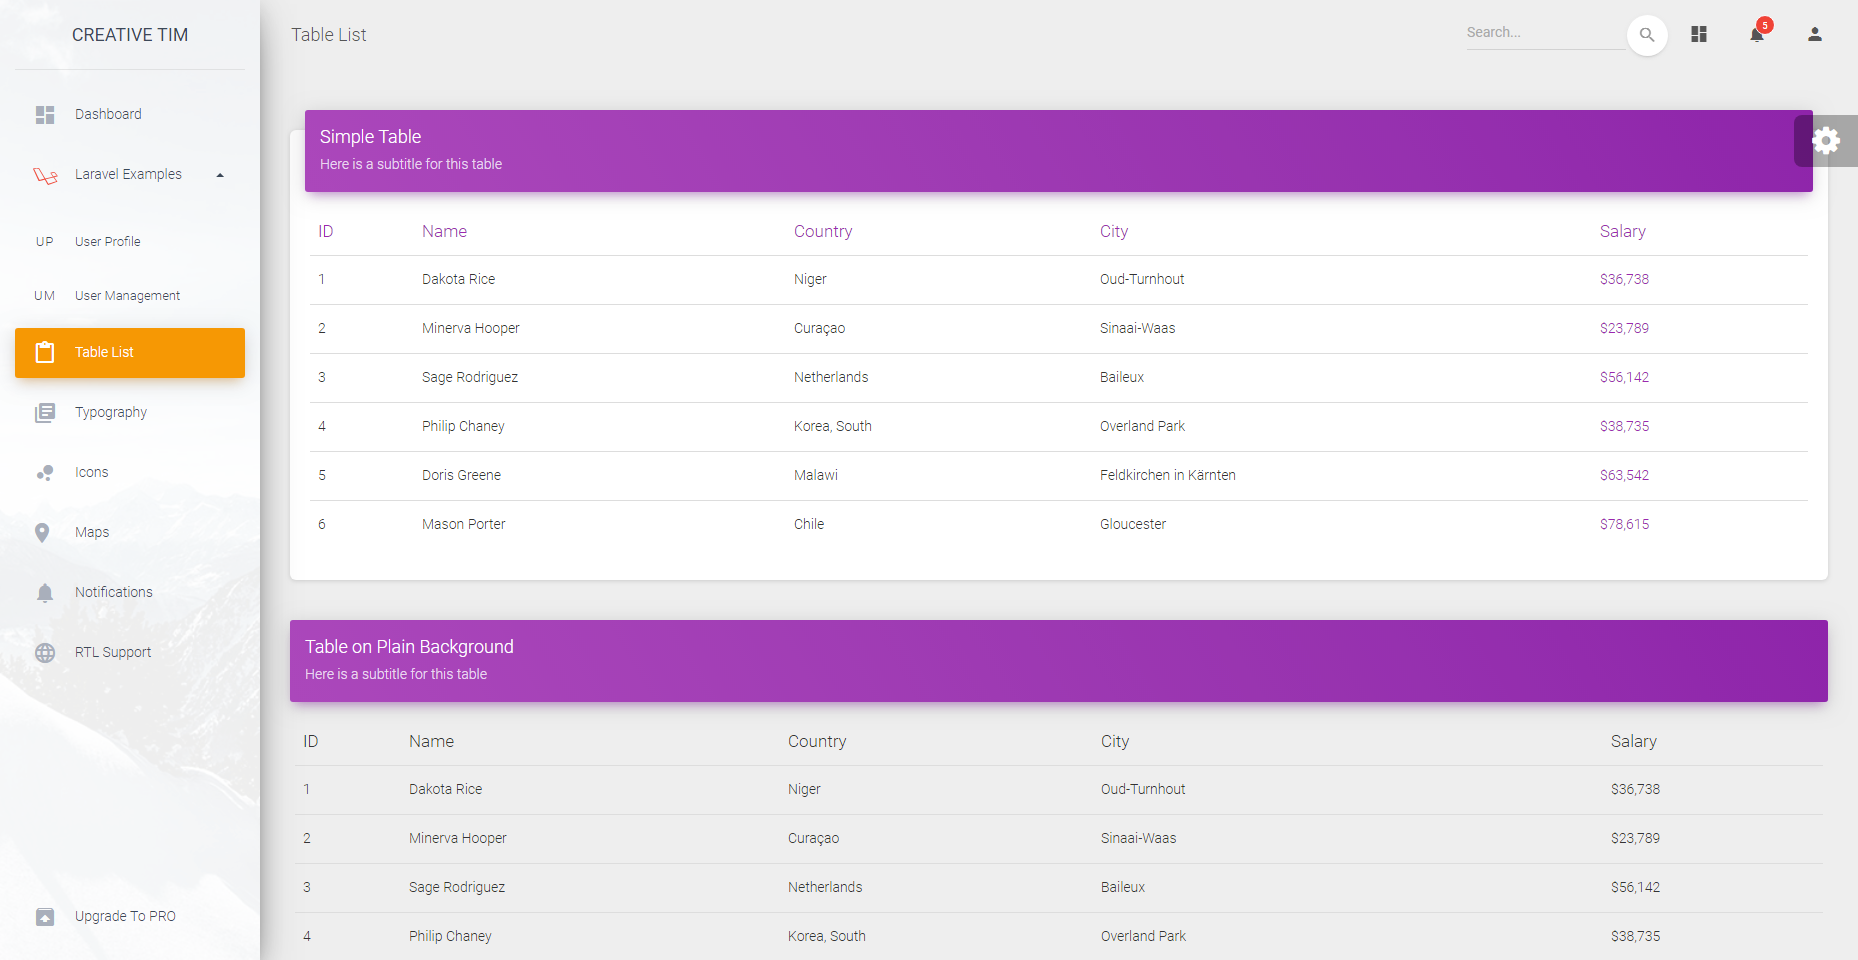 CREATIVE TIM
Dashboard
Laravel Examples
UP User Profile
UM User Management
Table List
Typography
Icons
Maps
Notifications
RTL Support
Upgrade To PRO
Table List
Search...
5
Simple Table
Here is a subtitle for this table
ID Name Country City Salary
1 Dakota Rice Niger Oud-Turnhout $36,738
2 Minerva Hooper Curaçao Sinaai-Waas $23,789
3 Sage Rodriguez Netherlands Baileux $56,142
4 Philip Chaney Korea, South Overland Park $38,735
5 Doris Greene Malawi Feldkirchen in Kärnten $63,542
6 Mason Porter Chile Gloucester $78,615
Table on Plain Background
Here is a subtitle for this table
ID Name Country City Salary
1 Dakota Rice Niger Oud-Turnhout $36,738
2 Minerva Hooper Curaçao Sinaai-Waas $23,789
3 Sage Rodriguez Netherlands Baileux $56,142
4 Philip Chaney Korea, South Overland Park $38,735